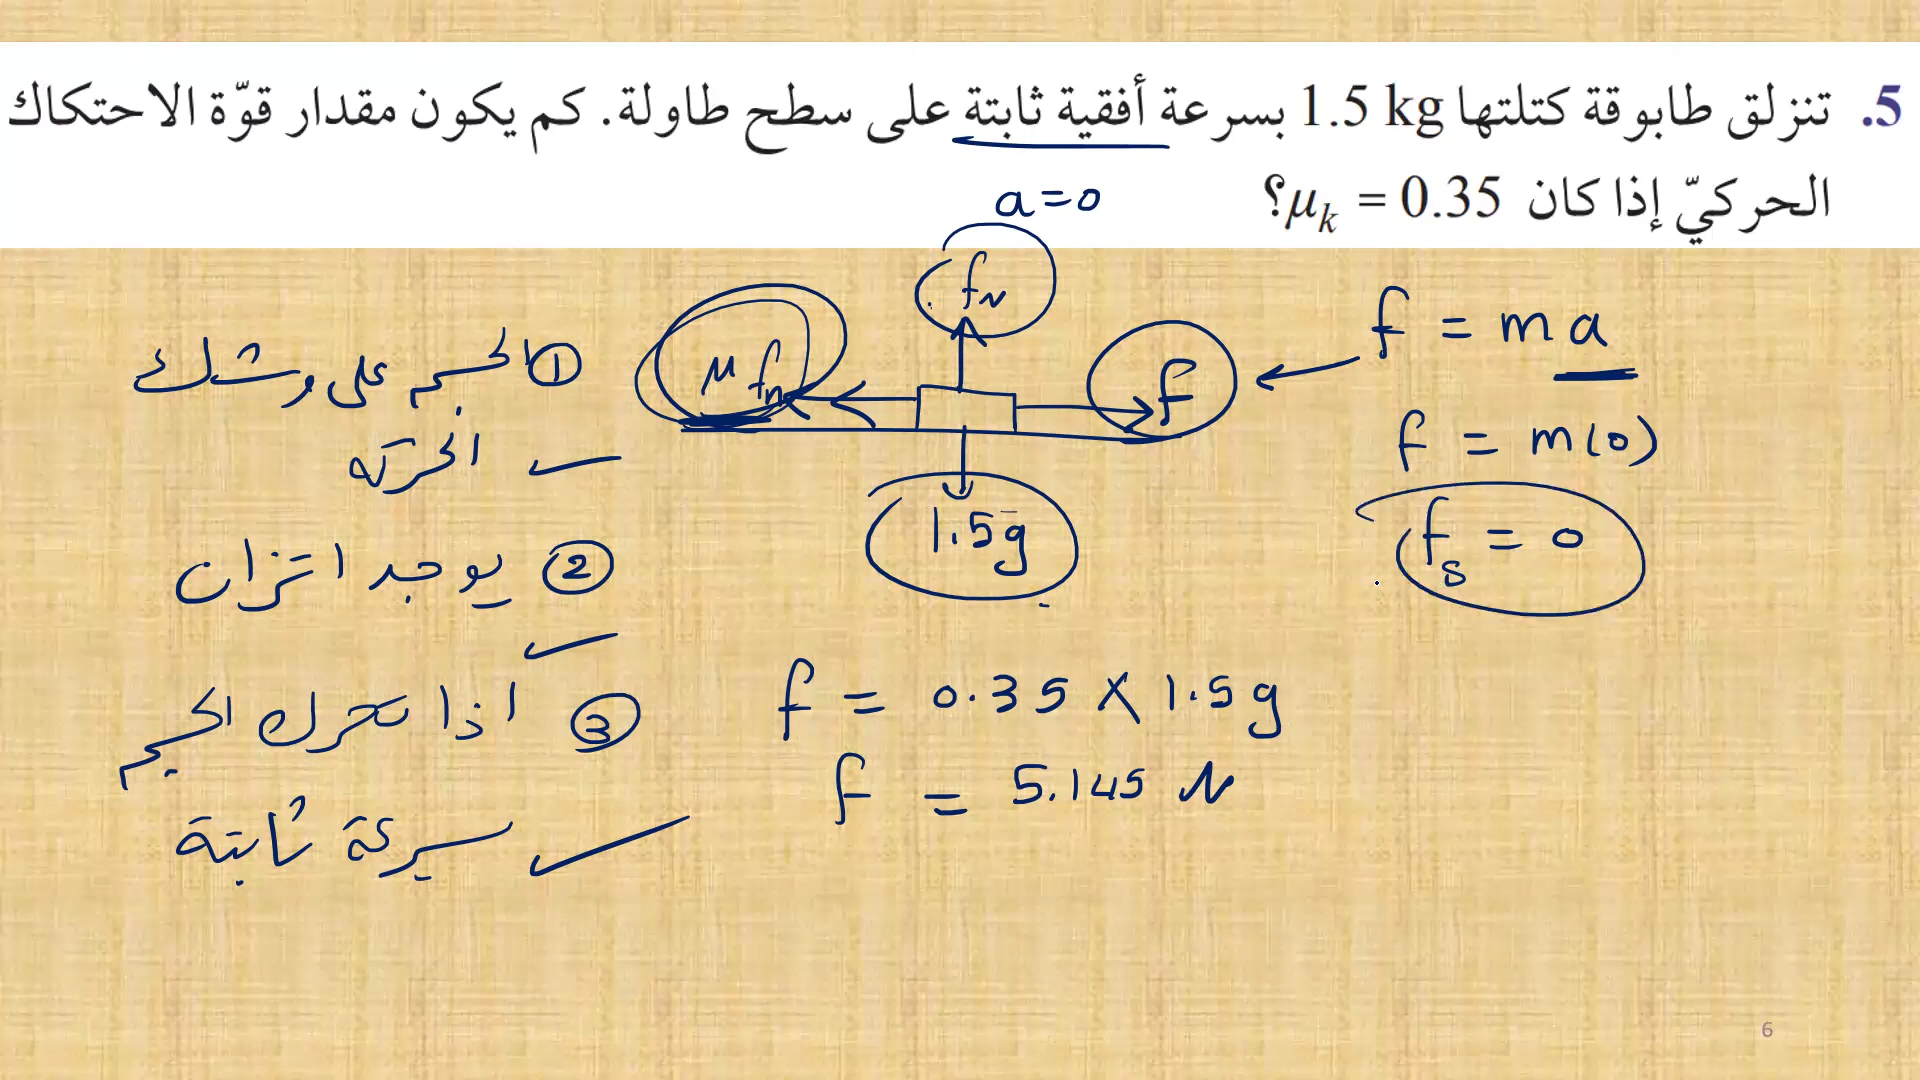 5. تنزلق طابوقة كتلتها 1.5 kg بسرعة أفقية ثابتة على سطح طاولة. كم يكون مقدار قوّة الاحتكاك
الحركيّ إذا كان μk = 0.35؟
a = 0
fN
μ fn
f
1.5g
f = ma
f = m(0)
fs = 0
① الجسم على وشك
الحركه
② يوجد اتزان
③ اذا تحرك الجسم
سرعة ثابتة
f = 0.35 × 1.5g
f = 5.145 N
6